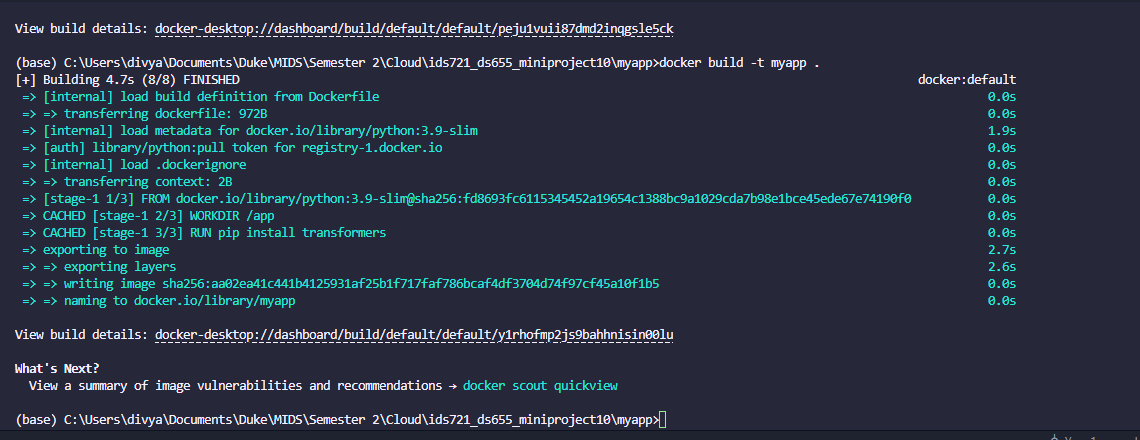 View build details: docker-desktop://dashboard/build/default/default/peju1vuii87dmd2inqgsle5ck
(base) C:\Users\divya\Documents\Duke\MIDS\Semester 2\Cloud\ids721_ds655_miniproject10\myapp>docker build -t myapp .
[+] Building 4.7s (8/8) FINISHED docker:default
=> [internal] load build definition from Dockerfile 0.0s
=> => transferring dockerfile: 972B 0.0s
=> [internal] load metadata for docker.io/library/python:3.9-slim 1.9s
=> [auth] library/python:pull token for registry-1.docker.io 0.0s
=> [internal] load .dockerignore 0.0s
=> => transferring context: 2B 0.0s
=> [stage-1 1/3] FROM docker.io/library/python:3.9-slim@sha256:fd8693fc6115345452a19654c1388bc9a1029cda7b98e1bce45ede67e74190f0 0.0s
=> CACHED [stage-1 2/3] WORKDIR /app 0.0s
=> CACHED [stage-1 3/3] RUN pip install transformers 0.0s
=> exporting to image 2.7s
=> => exporting layers 2.6s
=> => writing image sha256:aa02ea41c441b4125931af25b1f717faf786bcaf4df3704d74f97cf45a10f1b5 0.0s
=> => naming to docker.io/library/myapp 0.0s
View build details: docker-desktop://dashboard/build/default/default/y1rhofmp2js9bahhnisin00lu
What's Next?
View a summary of image vulnerabilities and recommendations → docker scout quickview
(base) C:\Users\divya\Documents\Duke\MIDS\Semester 2\Cloud\ids721_ds655_miniproject10\myapp>